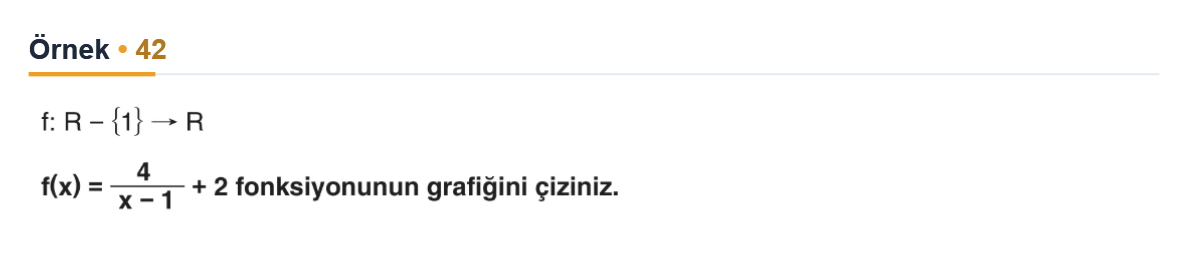 Örnek • 42
f: R – {1} → R
f(x) = 4 / (x – 1) + 2 fonksiyonunun grafiğini çiziniz.